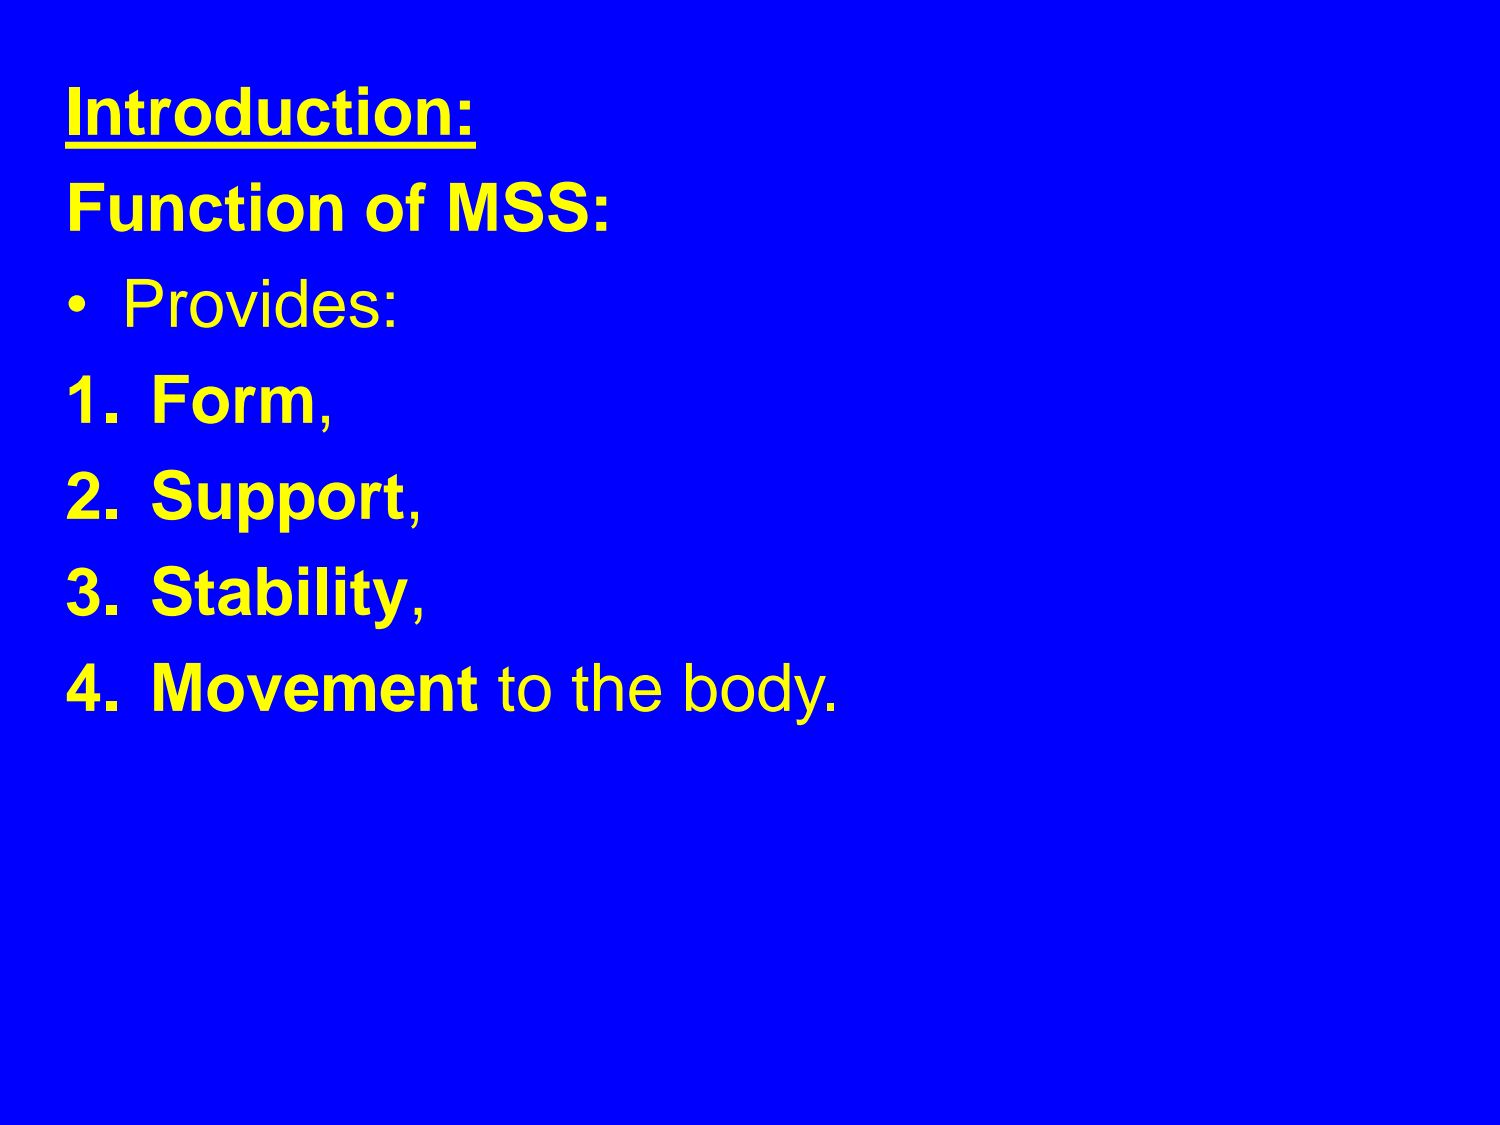 Introduction:
Function of MSS:
• Provides:
1. Form,
2. Support,
3. Stability,
4. Movement to the body.